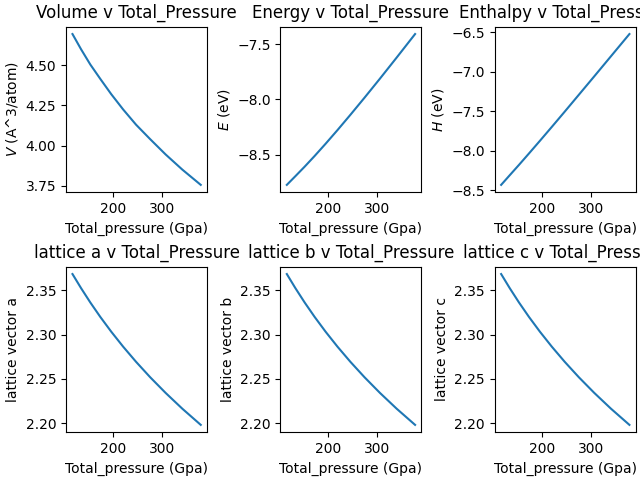 Volume v Total_Pressure
V (A^3/atom)
4.50
4.25
4.00
3.75
200 300
Total_pressure (Gpa)
Energy v Total_Pressure
E (eV)
−7.5
−8.0
−8.5
200 300
Total_pressure (Gpa)
Enthalpy v Total_Press
H (eV)
−6.5
−7.0
−7.5
−8.0
−8.5
200 300
Total_pressure (Gpa)
lattice a v Total_Pressure
lattice vector a
2.35
2.30
2.25
2.20
200 300
Total_pressure (Gpa)
lattice b v Total_Pressure
lattice vector b
2.35
2.30
2.25
2.20
200 300
Total_pressure (Gpa)
lattice c v Total_Press
lattice vector c
2.35
2.30
2.25
2.20
200 300
Total_pressure (Gpa)